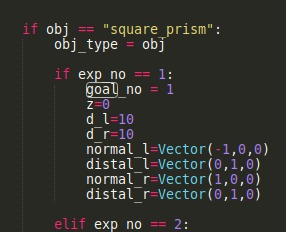 if obj == "square_prism":
    obj_type = obj

    if exp_no == 1:
        goal_no = 1
        z=0
        d_l=10
        d_r=10
        normal_l=Vector(-1,0,0)
        distal_l=Vector(0,1,0)
        normal_r=Vector(1,0,0)
        distal_r=Vector(0,1,0)

    elif exp_no == 2: